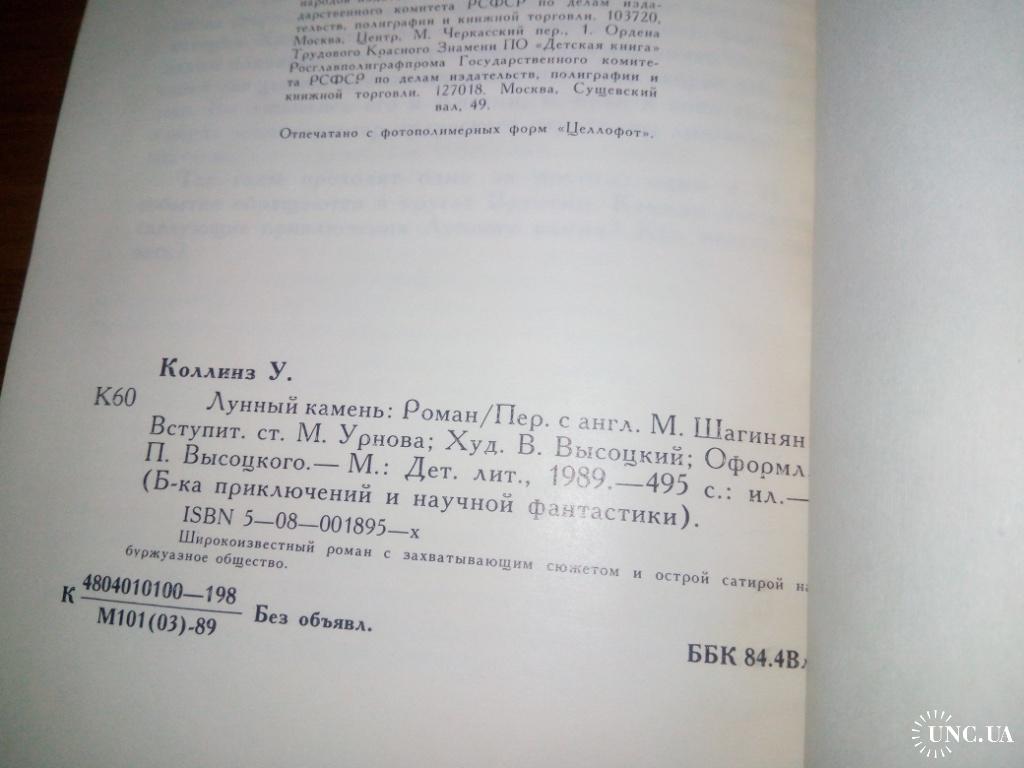 дарственного комитета РСФСР по делам изда-
тельств, полиграфии и книжной торговли. 103720,
Москва, Центр, М. Черкасский пер., 1. Ордена
Трудового Красного Знамени ПО «Детская книга»
Росглавполиграфпрома Государственного комите-
та РСФСР по делам издательств, полиграфии и
книжной торговли. 127018. Москва, Сущевский
вал, 49.
Отпечатано с фотополимерных форм «Целлофот».
Коллинз У.
К60 Лунный камень: Роман/Пер. с англ. М. Шагинян
Вступит. ст. М. Урнова; Худ. В. Высоцкий; Оформл.
П. Высоцкого.— М.: Дет. лит., 1989.—495 с.: ил.—
(Б-ка приключений и научной фантастики).
ISBN 5—08—001895—х
Широкоизвестный роман с захватывающим сюжетом и острой сатирой на
буржуазное общество.
К 4804010100—198
М101(03)-89
Без объявл.
ББК 84.4Вл
UNC.UA